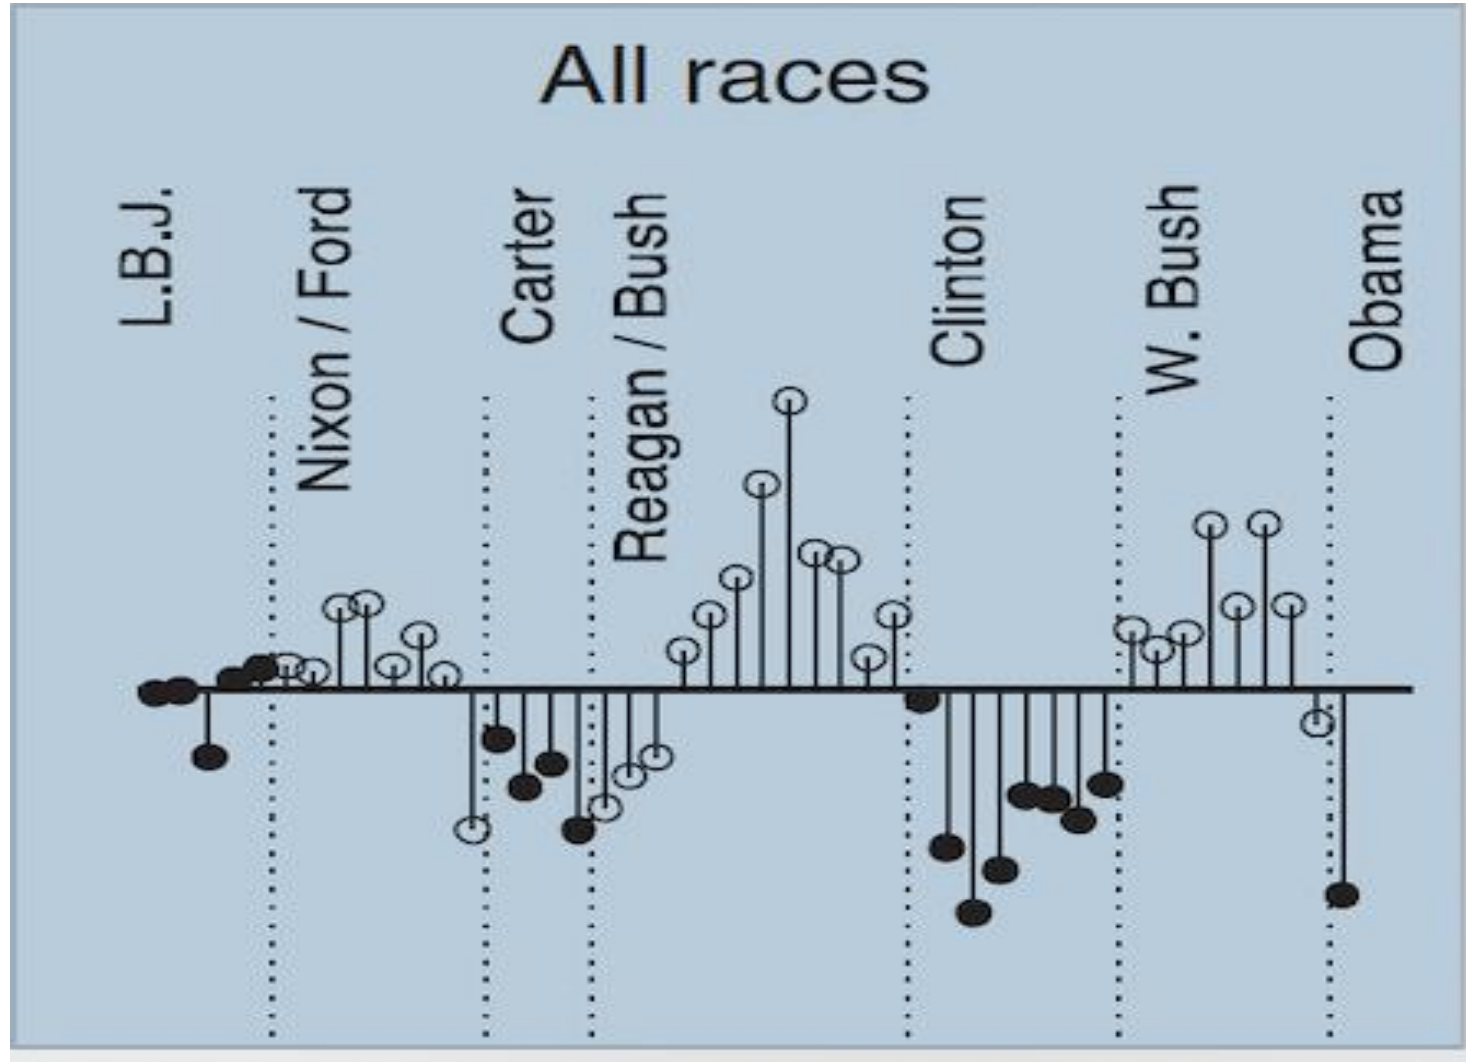 All races
L.B.J.
Nixon / Ford
Carter
Reagan / Bush
Clinton
W. Bush
Obama